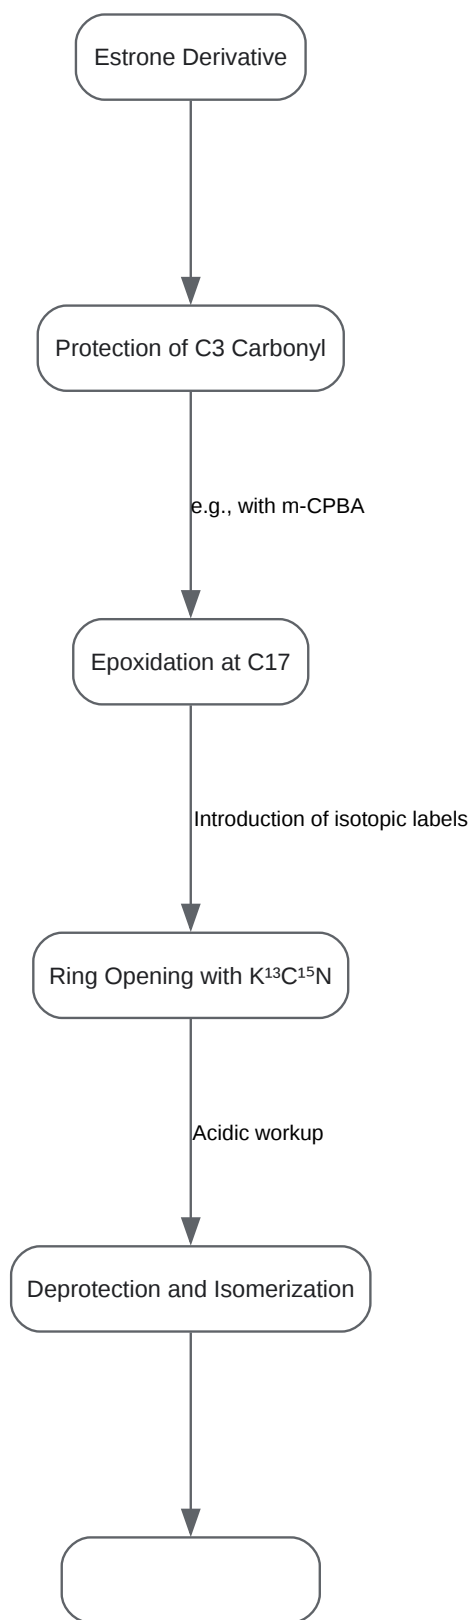 Estrone Derivative
Protection of C3 Carbonyl
e.g., with m-CPBA
Epoxidation at C17
Introduction of isotopic labels
Ring Opening with K¹³C¹⁵N
Acidic workup
Deprotection and Isomerization